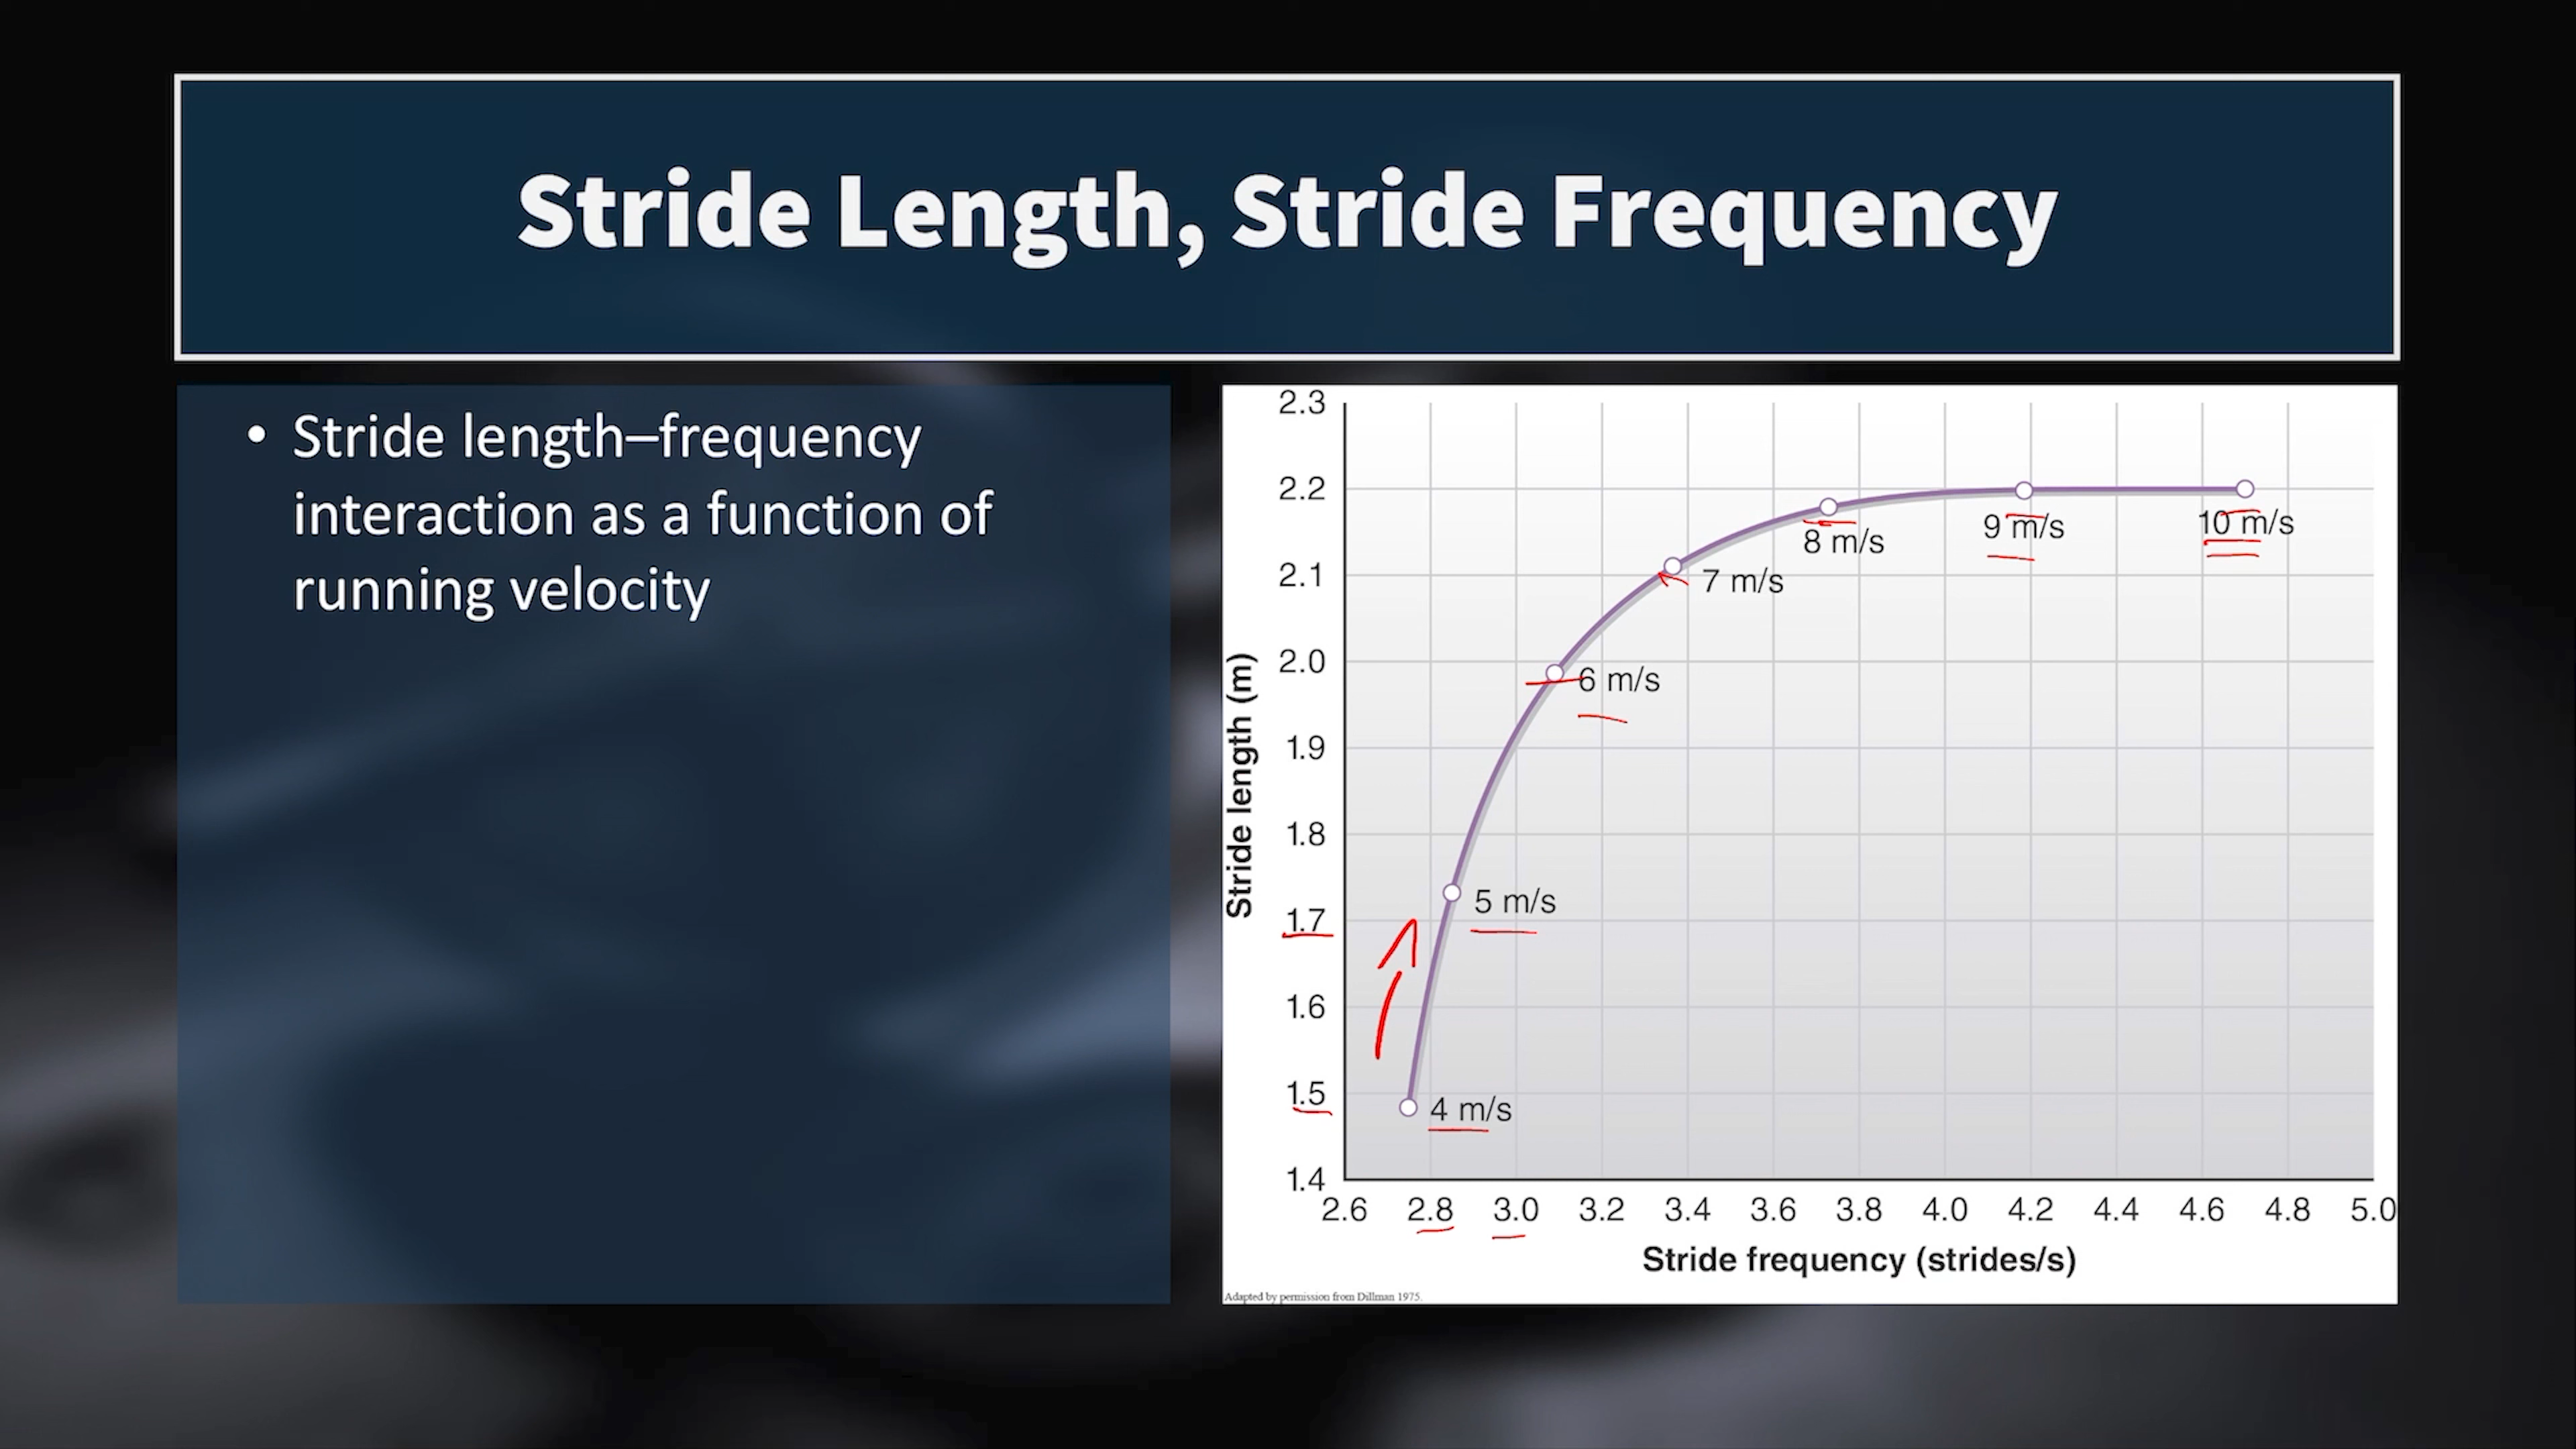 Stride Length, Stride Frequency
• Stride length–frequency
interaction as a function of
running velocity
2.3
2.2
2.1
2.0
1.9
1.8
1.7
1.6
1.5
1.4
Stride length (m)
4 m/s
5 m/s
6 m/s
7 m/s
8 m/s
9 m/s
10 m/s
2.6 2.8 3.0 3.2 3.4 3.6 3.8 4.0 4.2 4.4 4.6 4.8 5.0
Stride frequency (strides/s)
Adapted by permission from Dillman 1975.